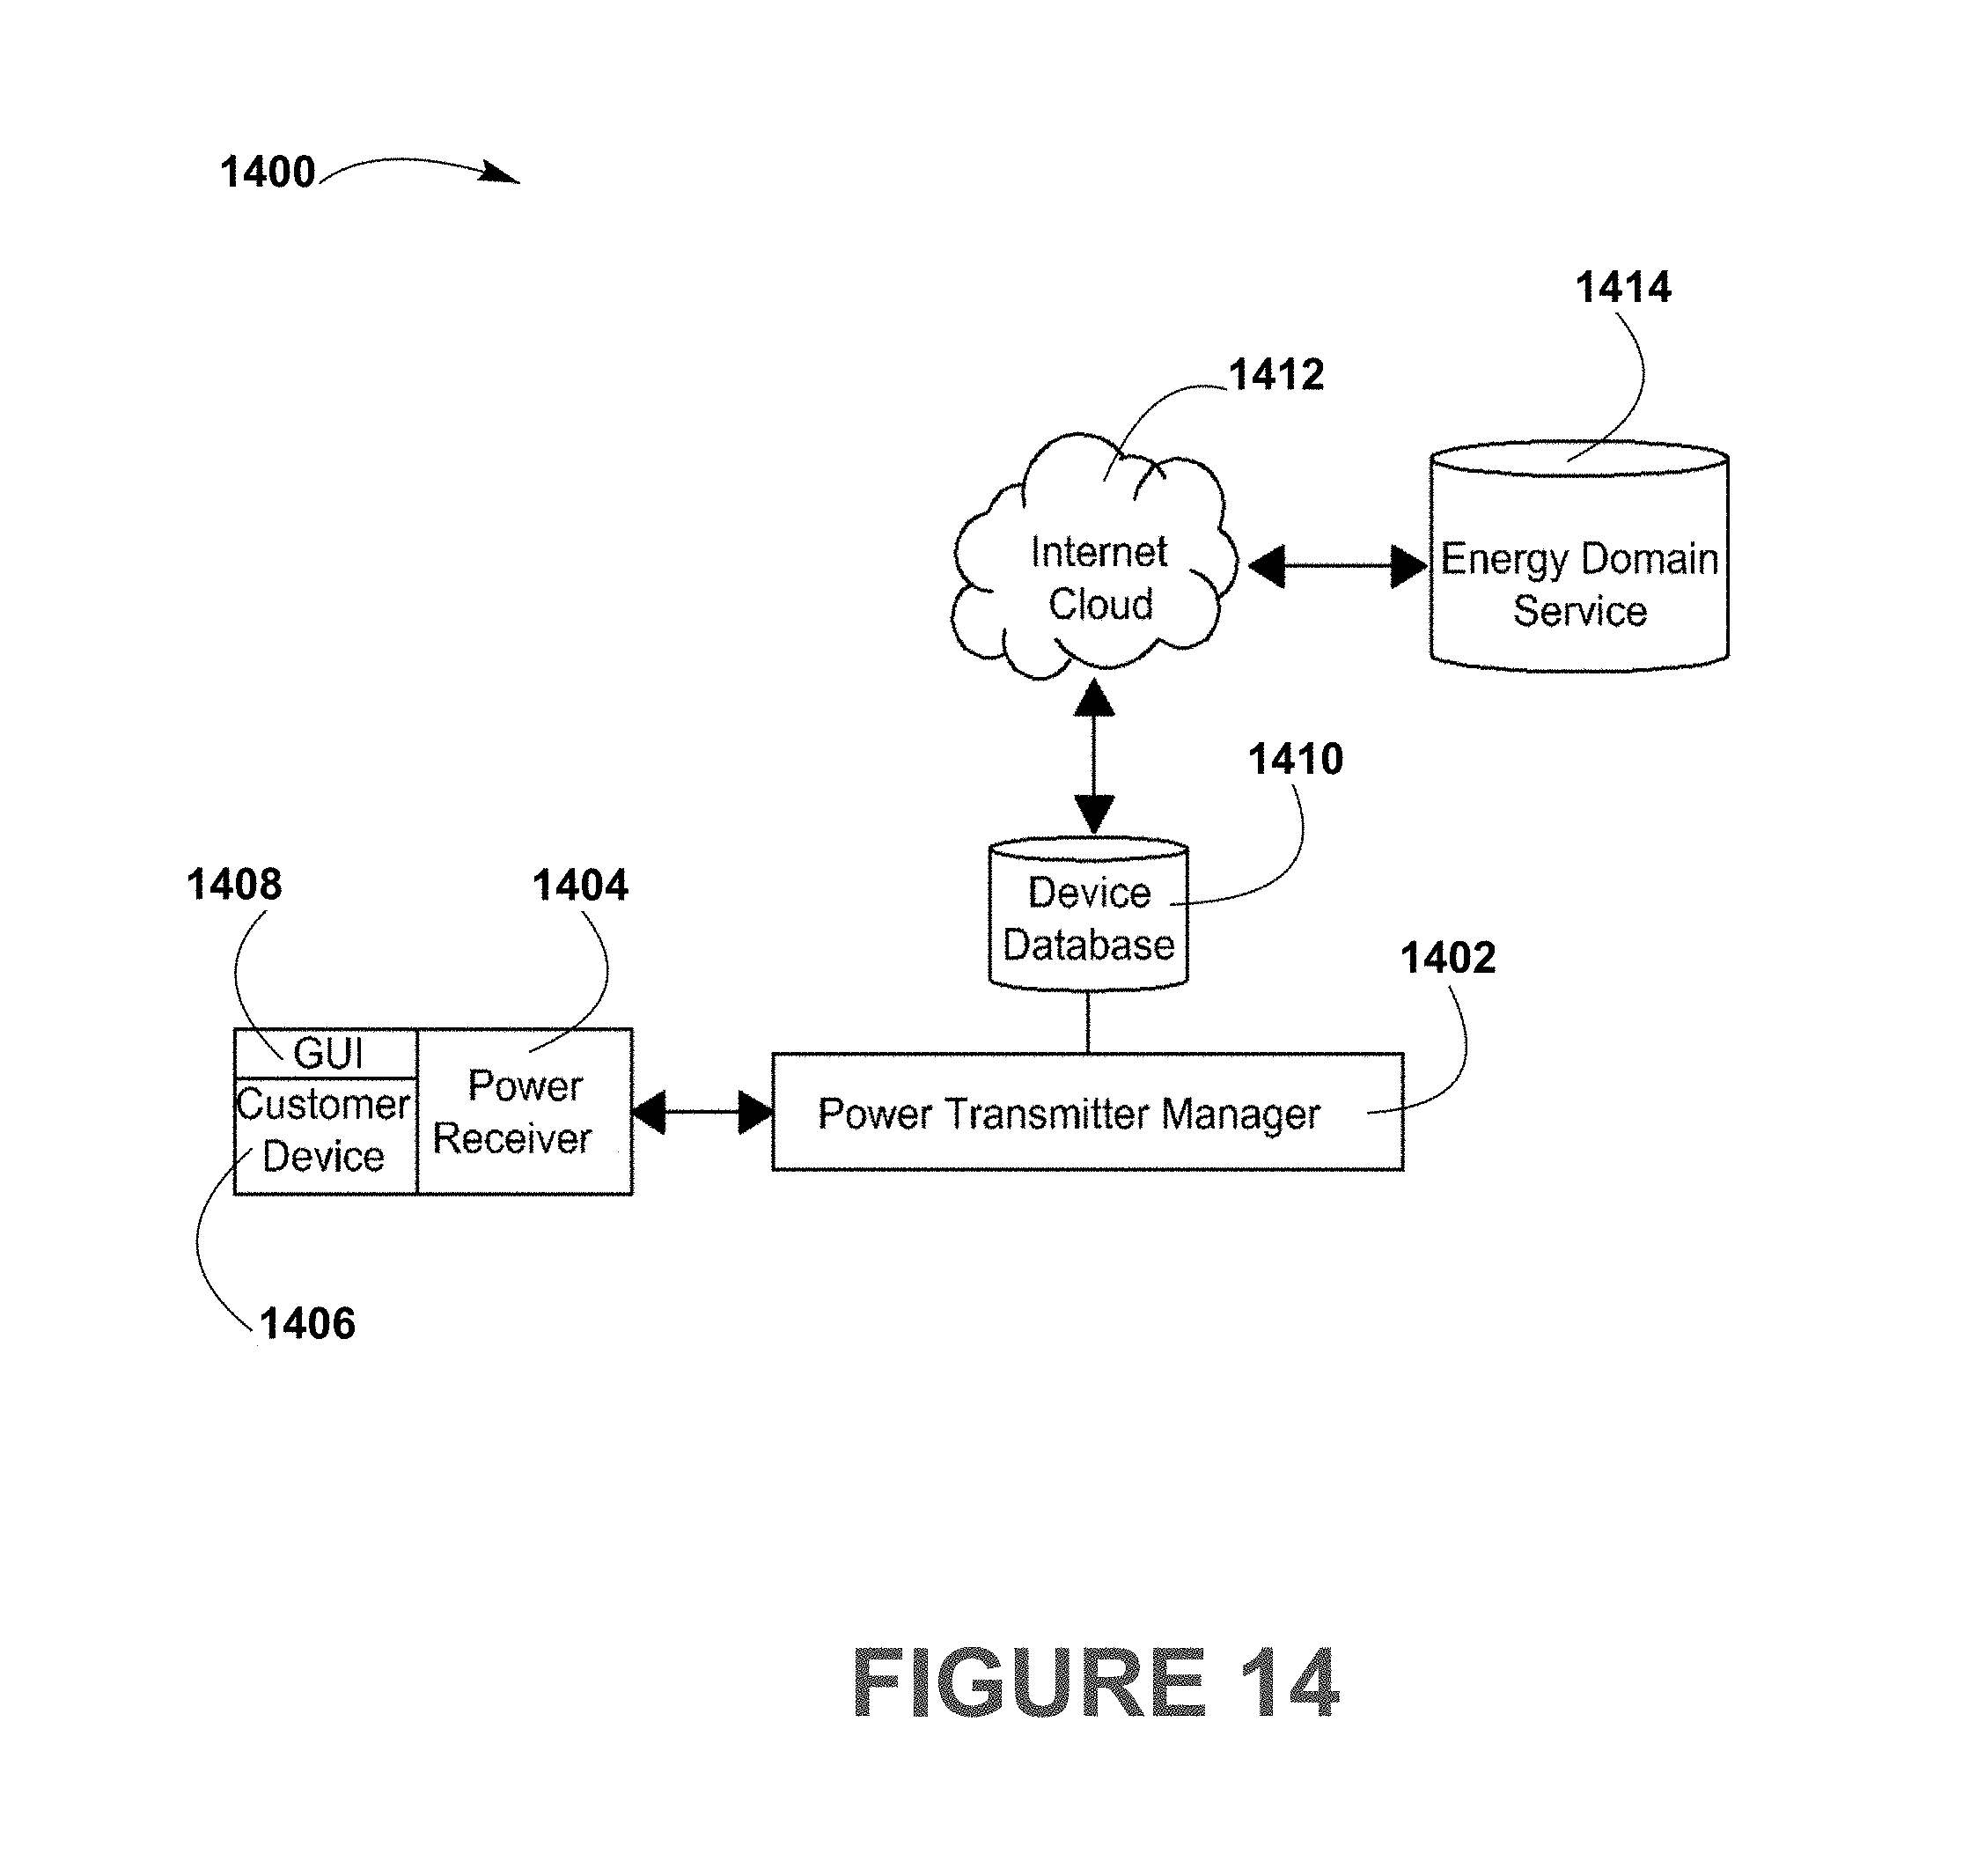 1400
1414
1412
Internet
Cloud
Energy Domain
Service
1410
Device
Database
1408
1404
1402
GUI
Customer
Device
Power
Receiver
Power Transmitter Manager
1406
FIGURE 14